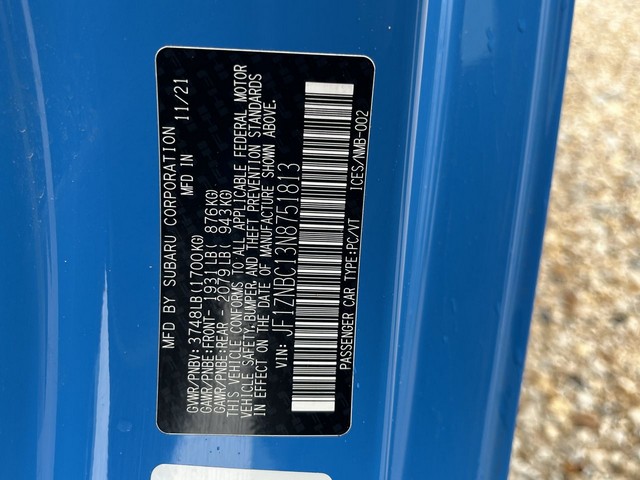 MFD BY SUBARU CORPORATION
MFD IN 11/21
GVWR/PNBV: 3748LB(1700KG)
GAWR/PNBE:FRONT- 1931LB( 876KG)
GAWR/PNBE:REAR - 2079LB( 943KG)
THIS VEHICLE CONFORMS TO ALL APPLICABLE FEDERAL MOTOR
VEHICLE SAFETY,BUMPER, AND THEFT PREVENTION STANDARDS
IN EFFECT ON THE DATE OF MANUFACTURE SHOWN ABOVE.
VIN: JF1ZNBC13N8751813
PASSENGER CAR TYPE:PC/VT ICES/NMB-002